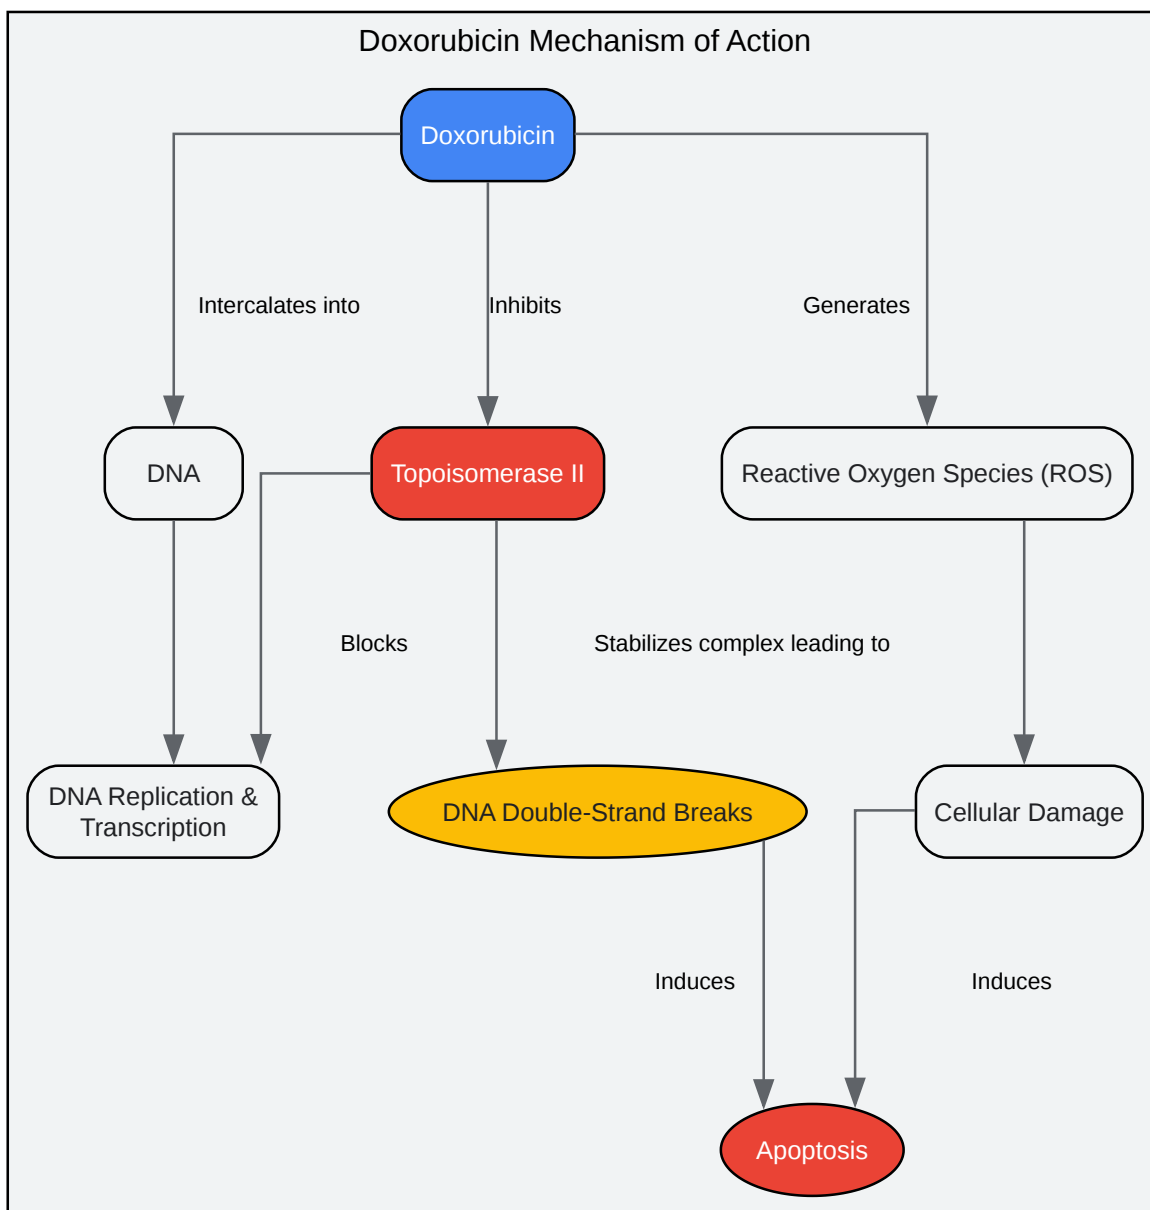 Doxorubicin Mechanism of Action
Doxorubicin
Intercalates into
Inhibits
Generates
DNA
Topoisomerase II
Reactive Oxygen Species (ROS)
Blocks
Stabilizes complex leading to
DNA Replication &
Transcription
DNA Double-Strand Breaks
Cellular Damage
Induces
Induces
Apoptosis